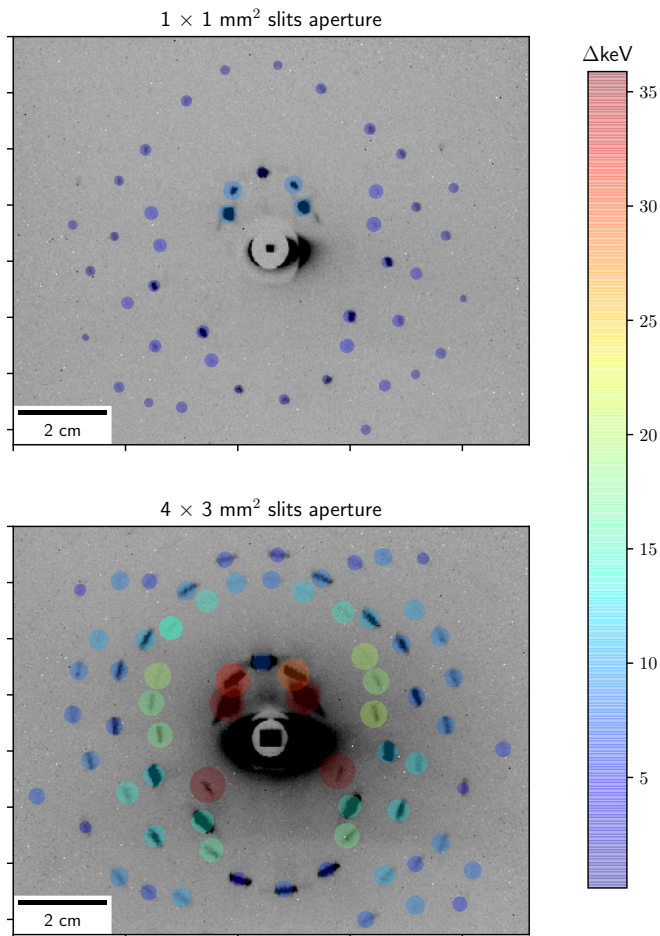 1 × 1 mm² slits aperture
2 cm
4 × 3 mm² slits aperture
2 cm
ΔkeV
35
30
25
20
15
10
5